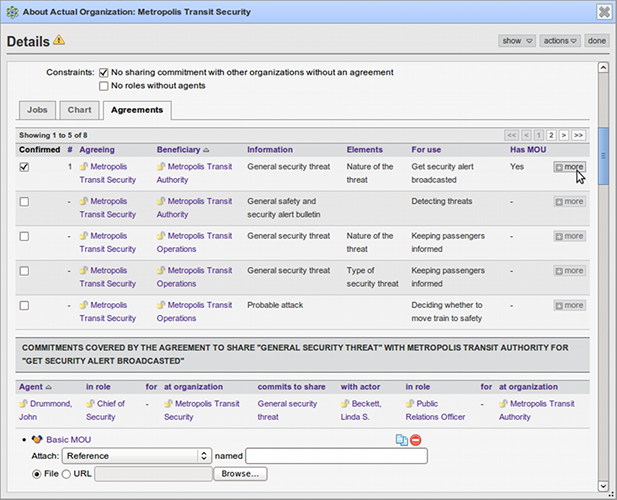 About Actual Organization: Metropolis Transit Security
Details
show
actions
done
Constraints:
No sharing commitment with other organizations without an agreement
No roles without agents
Jobs
Chart
Agreements
Showing 1 to 5 of 8
<< < 1 2 > >>
Confirmed # Agreeing Beneficiary Information Elements For use Has MOU
1 Metropolis Metropolis Transit General security threat Nature of the Get security alert Yes more
Transit Security Authority threat broadcasted
- Metropolis Metropolis Transit General safety and Detecting threats - more
Transit Security Authority security alert bulletin
- Metropolis Metropolis Transit General security threat Nature of the Keeping passengers - more
Transit Security Operations threat informed
- Metropolis Metropolis Transit General security threat Type of Keeping passengers - more
Transit Security Operations security threat informed
- Metropolis Metropolis Transit Probable attack Deciding whether to - more
Transit Security Operations move train to safety
COMMITMENTS COVERED BY THE AGREEMENT TO SHARE "GENERAL SECURITY THREAT" WITH METROPOLIS TRANSIT AUTHORITY FOR
"GET SECURITY ALERT BROADCASTED"
Agent in role for at organization commits to share with actor in role for at organization
Drummond, Chief of - Metropolis Transit General security Beckett, Public - Metropolis Transit
John Security Security threat Linda S. Relations Officer Authority
Basic MOU
Attach: Reference named
File URL Browse...